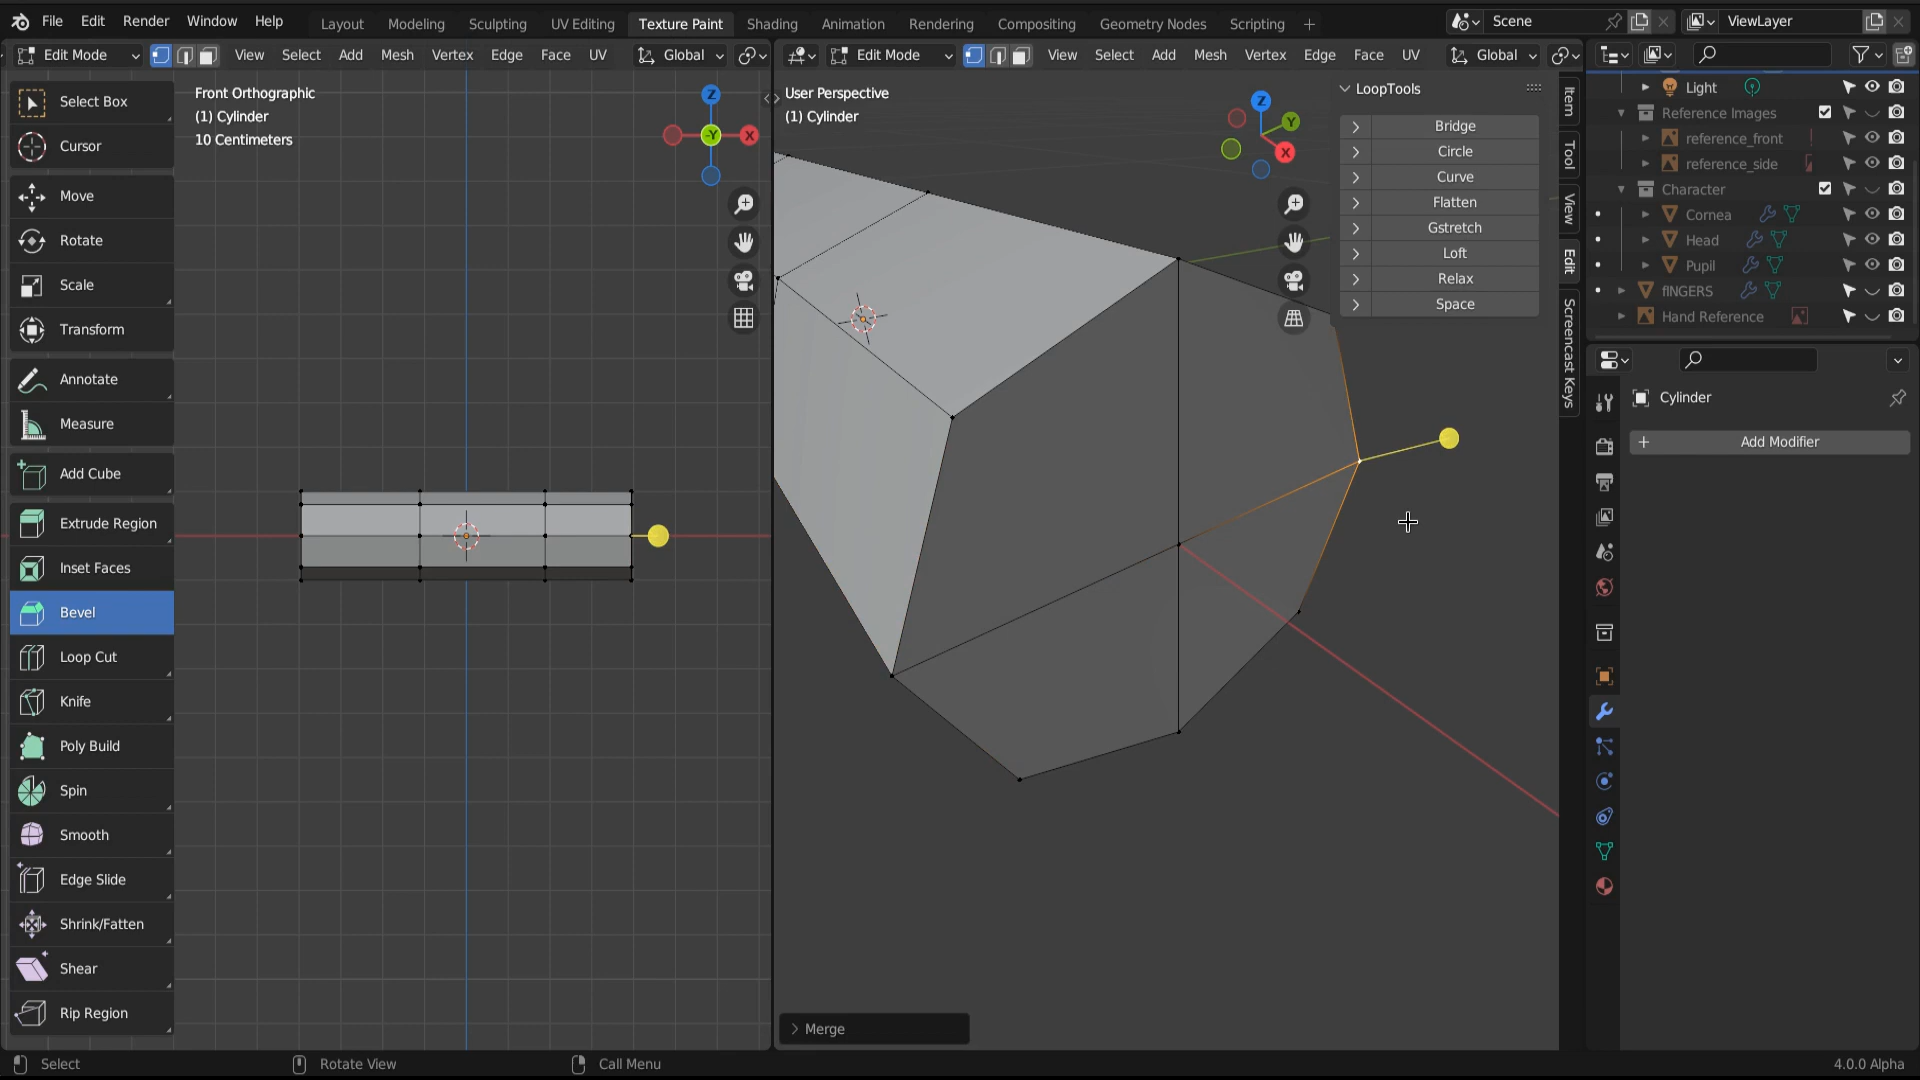 File Edit Render Window Help Layout Modeling Sculpting UV Editing Texture Paint Shading Animation Rendering Compositing Geometry Nodes Scripting + Scene ViewLayer
Edit Mode View Select Add Mesh Vertex Edge Face UV Global Edit Mode View Select Add Mesh Vertex Edge Face UV Global
Select Box
Cursor
Move
Rotate
Scale
Transform
Annotate
Measure
Add Cube
Extrude Region
Inset Faces
Bevel
Loop Cut
Knife
Poly Build
Spin
Smooth
Edge Slide
Shrink/Fatten
Shear
Rip Region
Front Orthographic
(1) Cylinder
10 Centimeters
Z
-Y
X
User Perspective
(1) Cylinder
Z
Y
X
LoopTools
Bridge
Circle
Curve
Flatten
Gstretch
Loft
Relax
Space
Item
Tool
View
Edit
Screencast Keys
Merge
Light
Reference Images
reference_front
reference_side
Character
Cornea
Head
Pupil
fINGERS
Hand Reference
Cylinder
+ Add Modifier
Select Rotate View Call Menu 4.0.0 Alpha